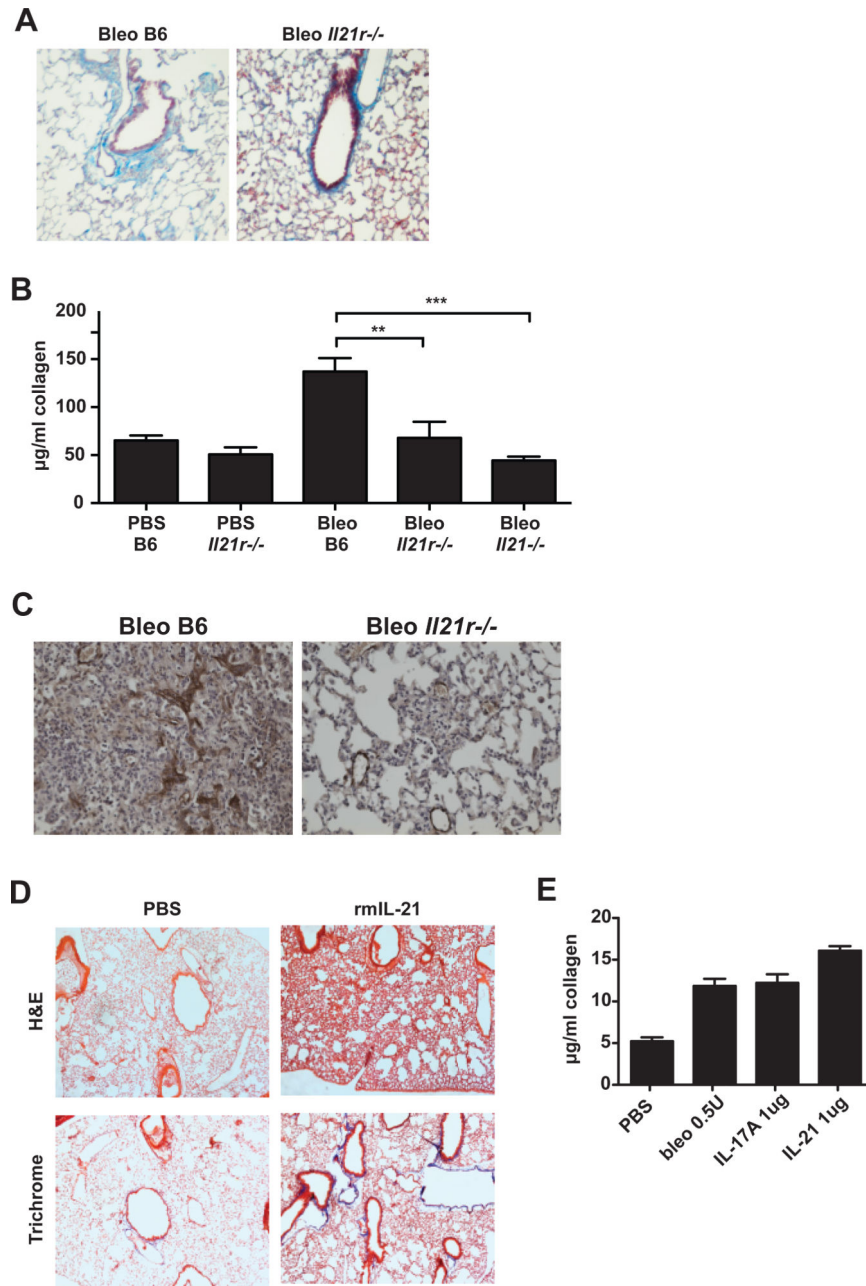 A
Bleo B6
Bleo Il21r-/-
B
µg/ml collagen
200
150
100
50
0
***
**
PBS
B6
PBS
Il21r-/-
Bleo
B6
Bleo
Il21r-/-
Bleo
Il21-/-
C
Bleo B6
Bleo Il21r-/-
D
PBS
rmIL-21
H&E
Trichrome
E
µg/ml collagen
20
15
10
5
0
PBS
bleo 0.5U
IL-17A 1ug
IL-21 1ug